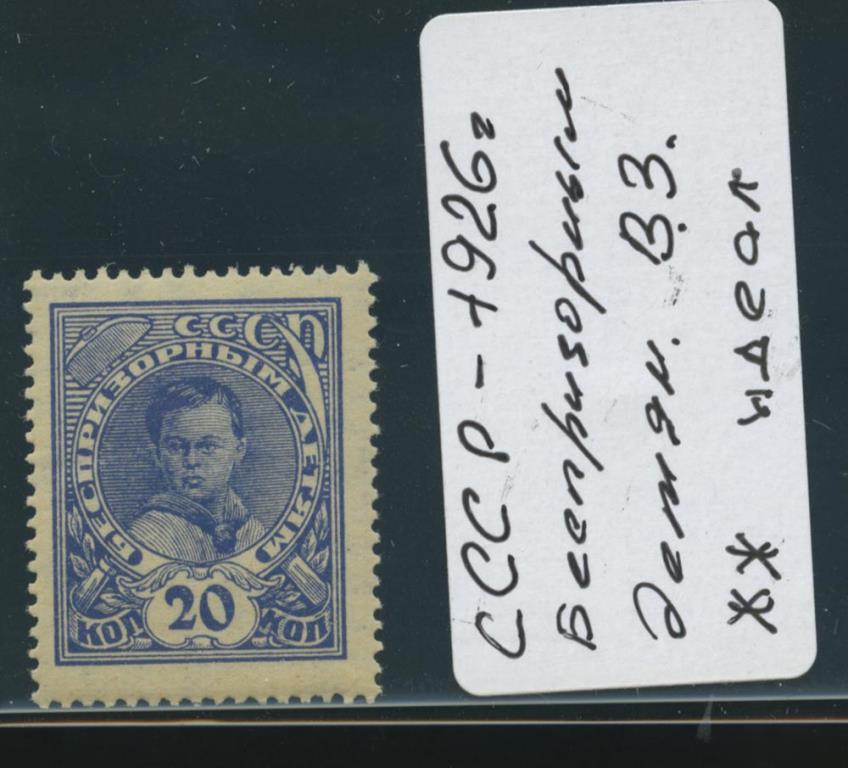 СССР
БЕСПРИЗОРНЫМ ДЕТЯМ
КОП 20 КОП
СССР - 1926г
Беспризорным
детям. В.З.
** идеал